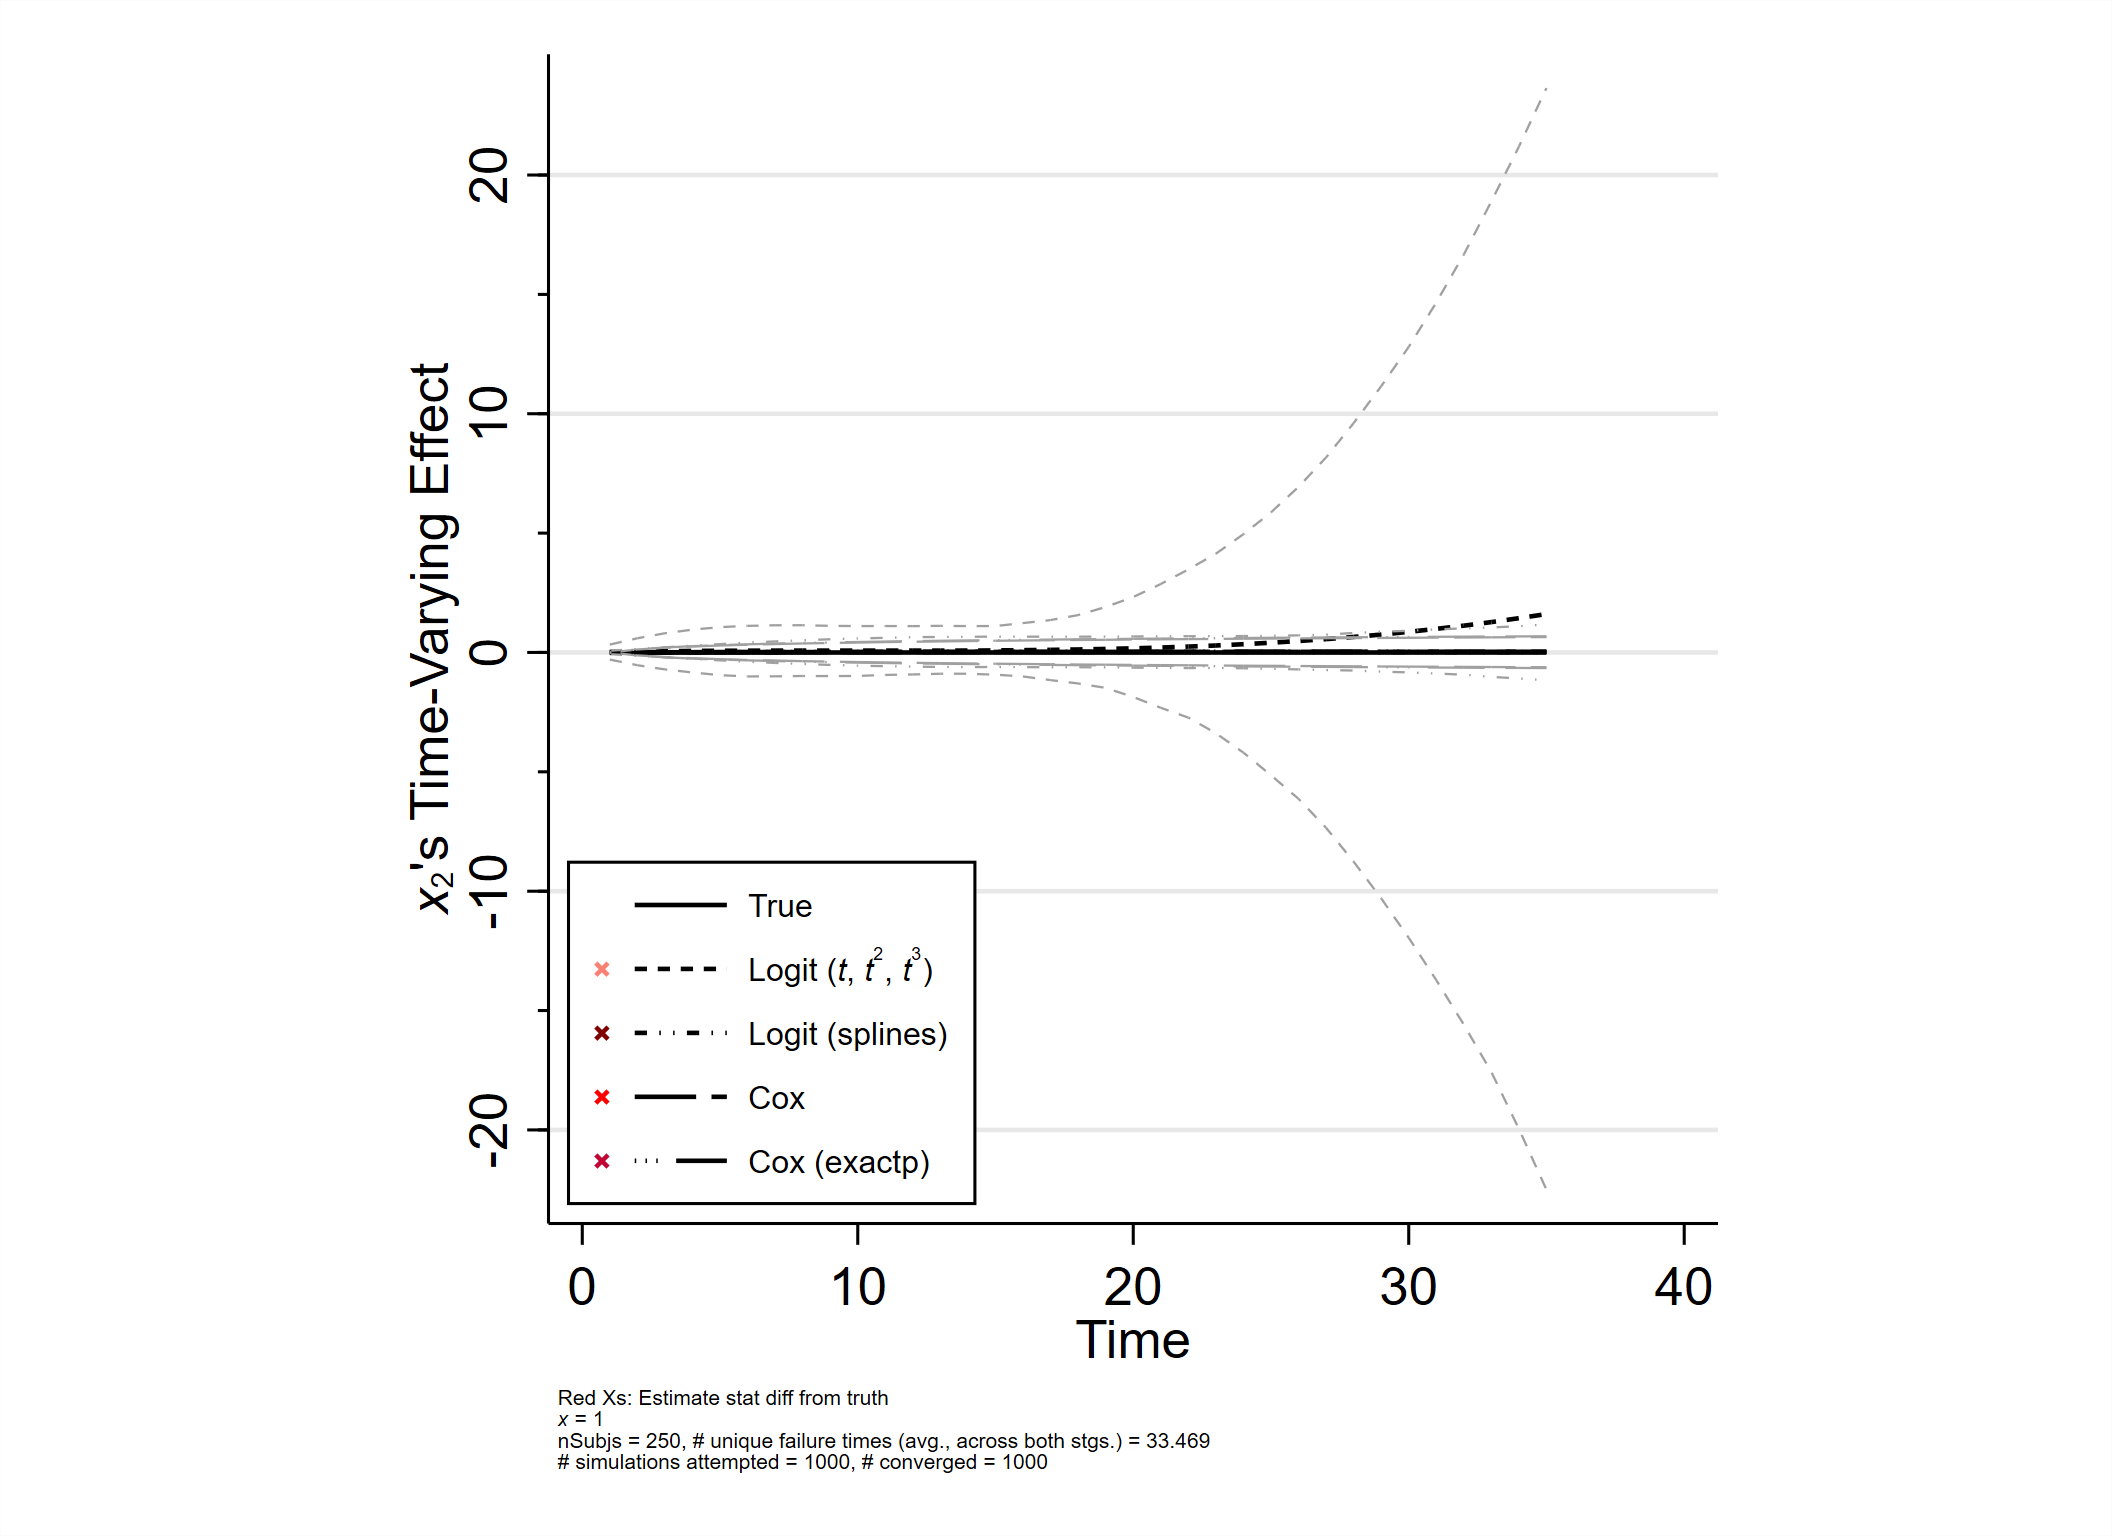 x₂'s Time-Varying Effect
20
10
0
-10
-20
True
Logit (t, t², t³)
Logit (splines)
Cox
Cox (exactp)
0 10 20 30 40
Time
Red Xs: Estimate stat diff from truth
x = 1
nSubjs = 250, # unique failure times (avg., across both stgs.) = 33.469
# simulations attempted = 1000, # converged = 1000